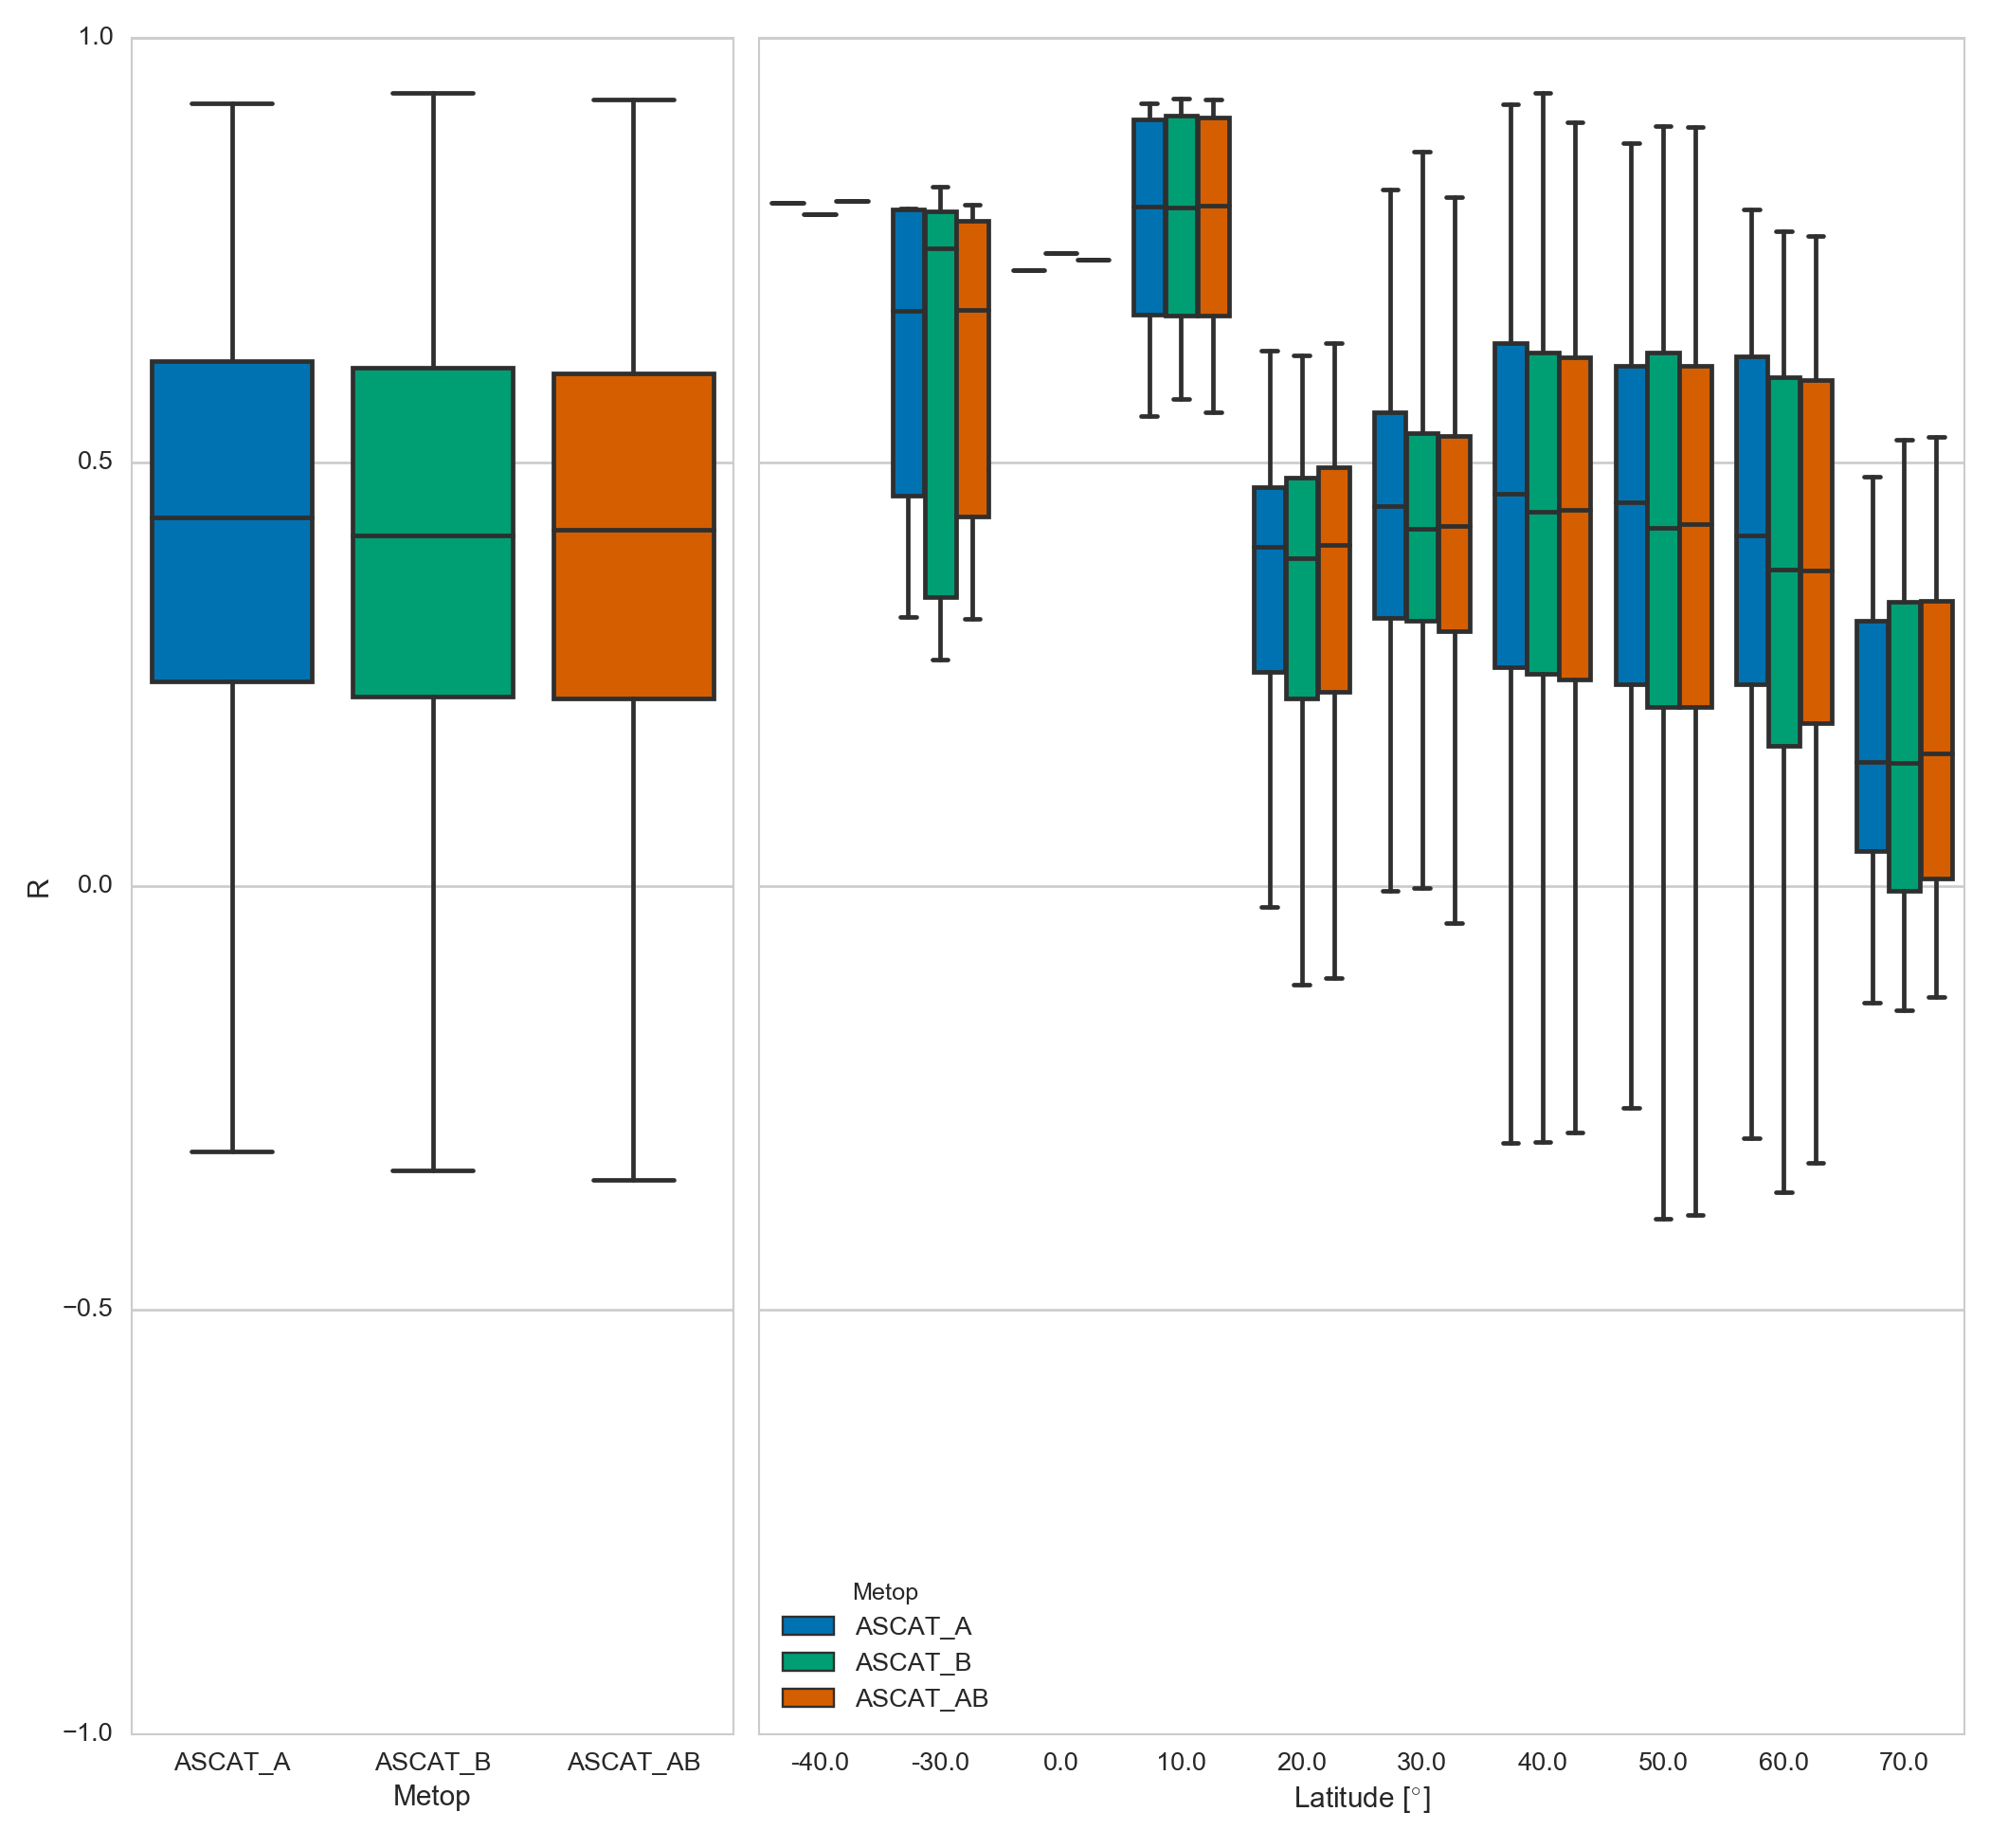 R
1.0
0.5
0.0
−0.5
−1.0
ASCAT_A ASCAT_B ASCAT_AB
Metop
Metop
ASCAT_A
ASCAT_B
ASCAT_AB
-40.0 -30.0 0.0 10.0 20.0 30.0 40.0 50.0 60.0 70.0
Latitude [°]